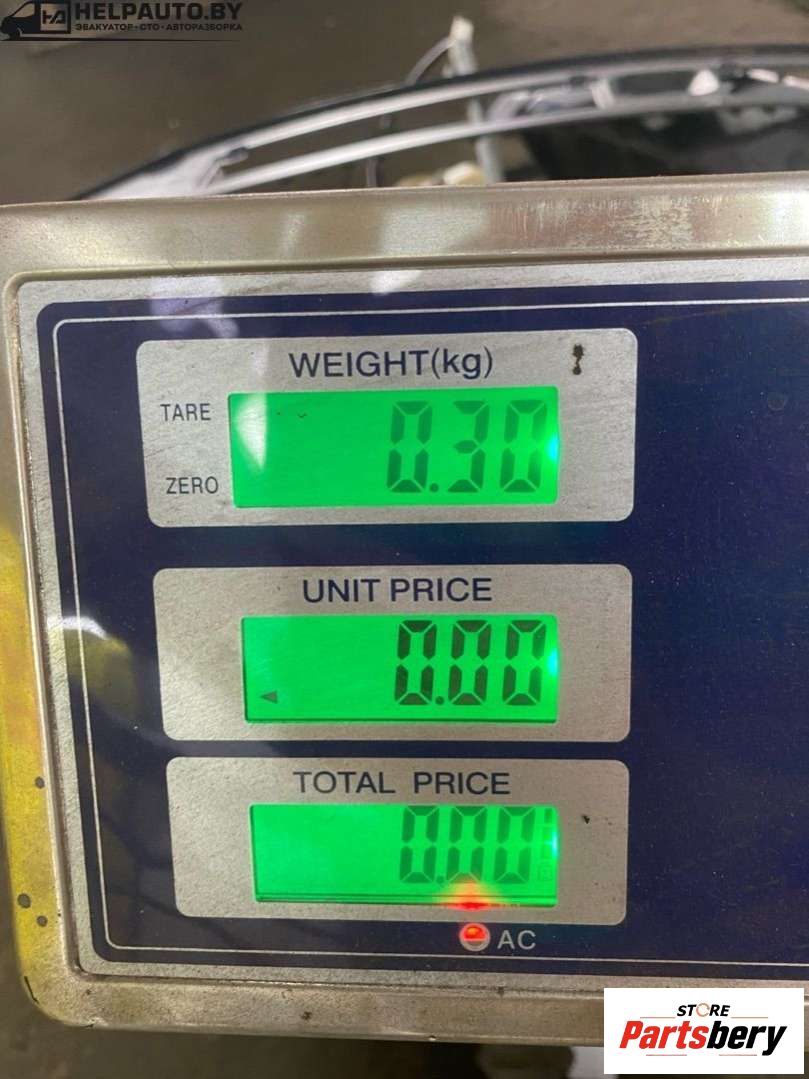 HELPAUTO.BY
ЭВАКУАТОР · СТО · АВТОРАЗБОРКА
WEIGHT(kg)
TARE
0.30
ZERO
UNIT PRICE
0.00
TOTAL PRICE
0.00
AC
STORE
Partsbery